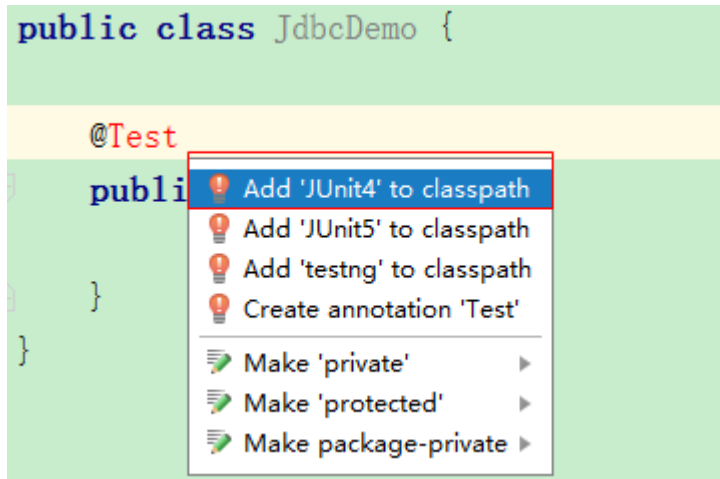 public class JdbcDemo {
@Test
publi
Add 'JUnit4' to classpath
Add 'JUnit5' to classpath
Add 'testng' to classpath
}
Create annotation 'Test'
}
Make 'private'
Make 'protected'
Make package-private